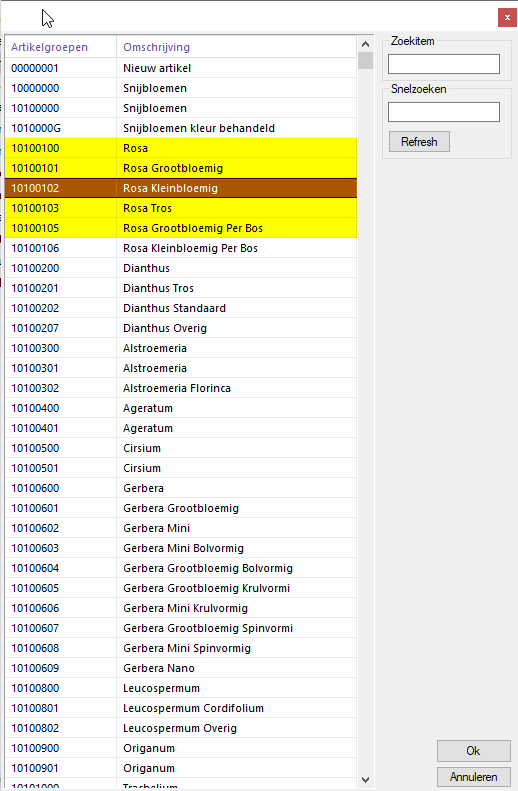 Artikelgroepen Omschrijving
00000001 Nieuw artikel
10000000 Snijbloemen
10100000 Snijbloemen
1010000G Snijbloemen kleur behandeld
10100100 Rosa
10100101 Rosa Grootbloemig
10100102 Rosa Kleinbloemig
10100103 Rosa Tros
10100105 Rosa Grootbloemig Per Bos
10100106 Rosa Kleinbloemig Per Bos
10100200 Dianthus
10100201 Dianthus Tros
10100202 Dianthus Standaard
10100207 Dianthus Overig
10100300 Alstroemeria
10100301 Alstroemeria
10100302 Alstroemeria Florinca
10100400 Ageratum
10100401 Ageratum
10100500 Cirsium
10100501 Cirsium
10100600 Gerbera
10100601 Gerbera Grootbloemig
10100602 Gerbera Mini
10100603 Gerbera Mini Bolvormig
10100604 Gerbera Grootbloemig Bolvormig
10100605 Gerbera Grootbloemig Krulvormi
10100606 Gerbera Mini Krulvormig
10100607 Gerbera Grootbloemig Spinvormi
10100608 Gerbera Mini Spinvormig
10100609 Gerbera Nano
10100800 Leucospermum
10100801 Leucospermum Cordifolium
10100802 Leucospermum Overig
10100900 Origanum
10100901 Origanum
10101000 Trachelium
Zoekitem
Snelzoeken
Refresh
Ok
Annuleren